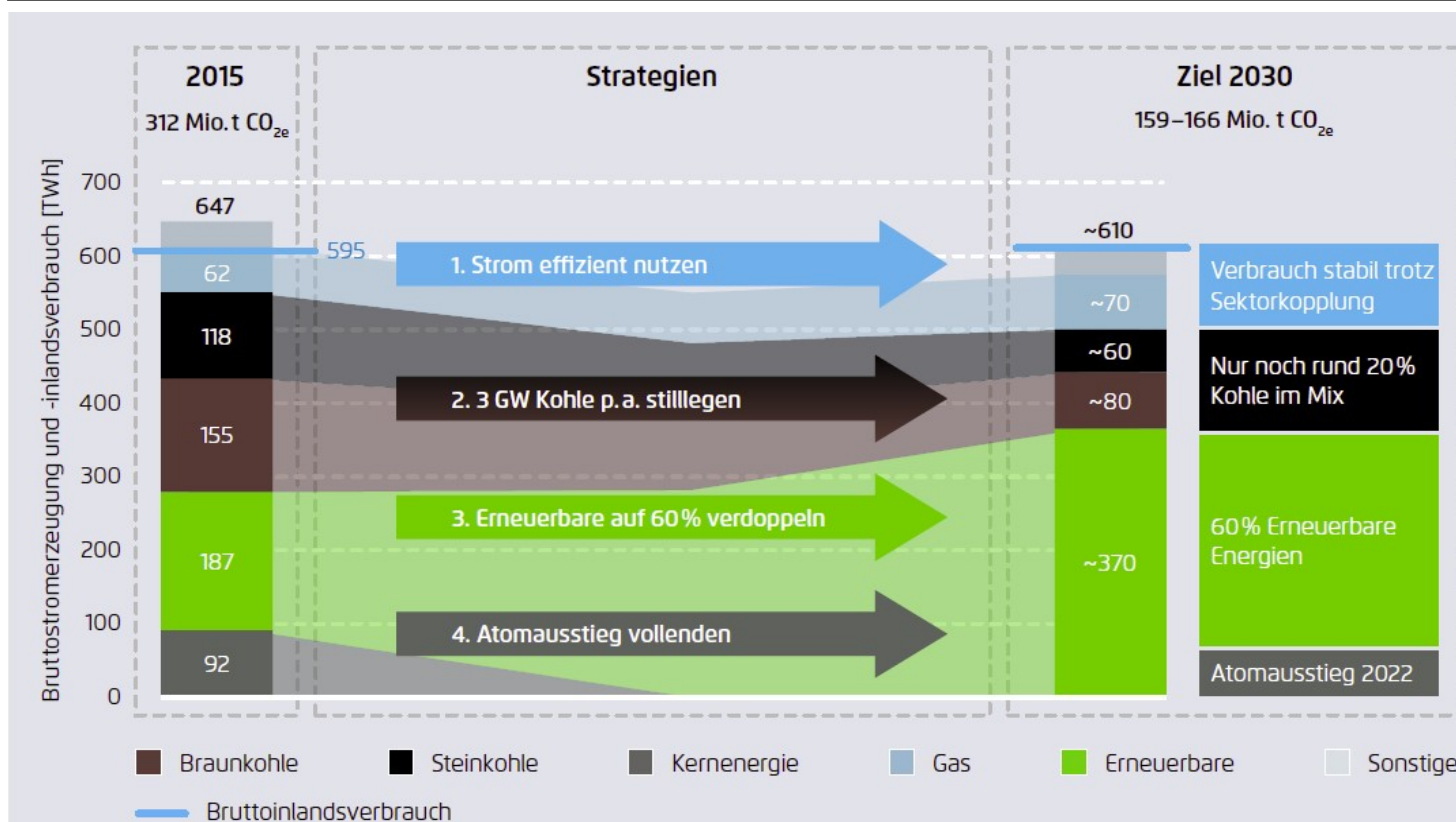 2015
312 Mio. t CO2e
Strategien
Ziel 2030
159–166 Mio. t CO2e
Bruttostromerzeugung und -inlandsverbrauch [TWh]
700
600
500
400
300
200
100
0
647
595
62
118
155
187
92
1. Strom effizient nutzen
2. 3 GW Kohle p. a. stilllegen
3. Erneuerbare auf 60 % verdoppeln
4. Atomausstieg vollenden
~610
~70
~60
~80
~370
Verbrauch stabil trotz
Sektorkopplung
Nur noch rund 20 %
Kohle im Mix
60 % Erneuerbare
Energien
Atomausstieg 2022
Braunkohle
Steinkohle
Kernenergie
Gas
Erneuerbare
Sonstige
Bruttoinlandsverbrauch